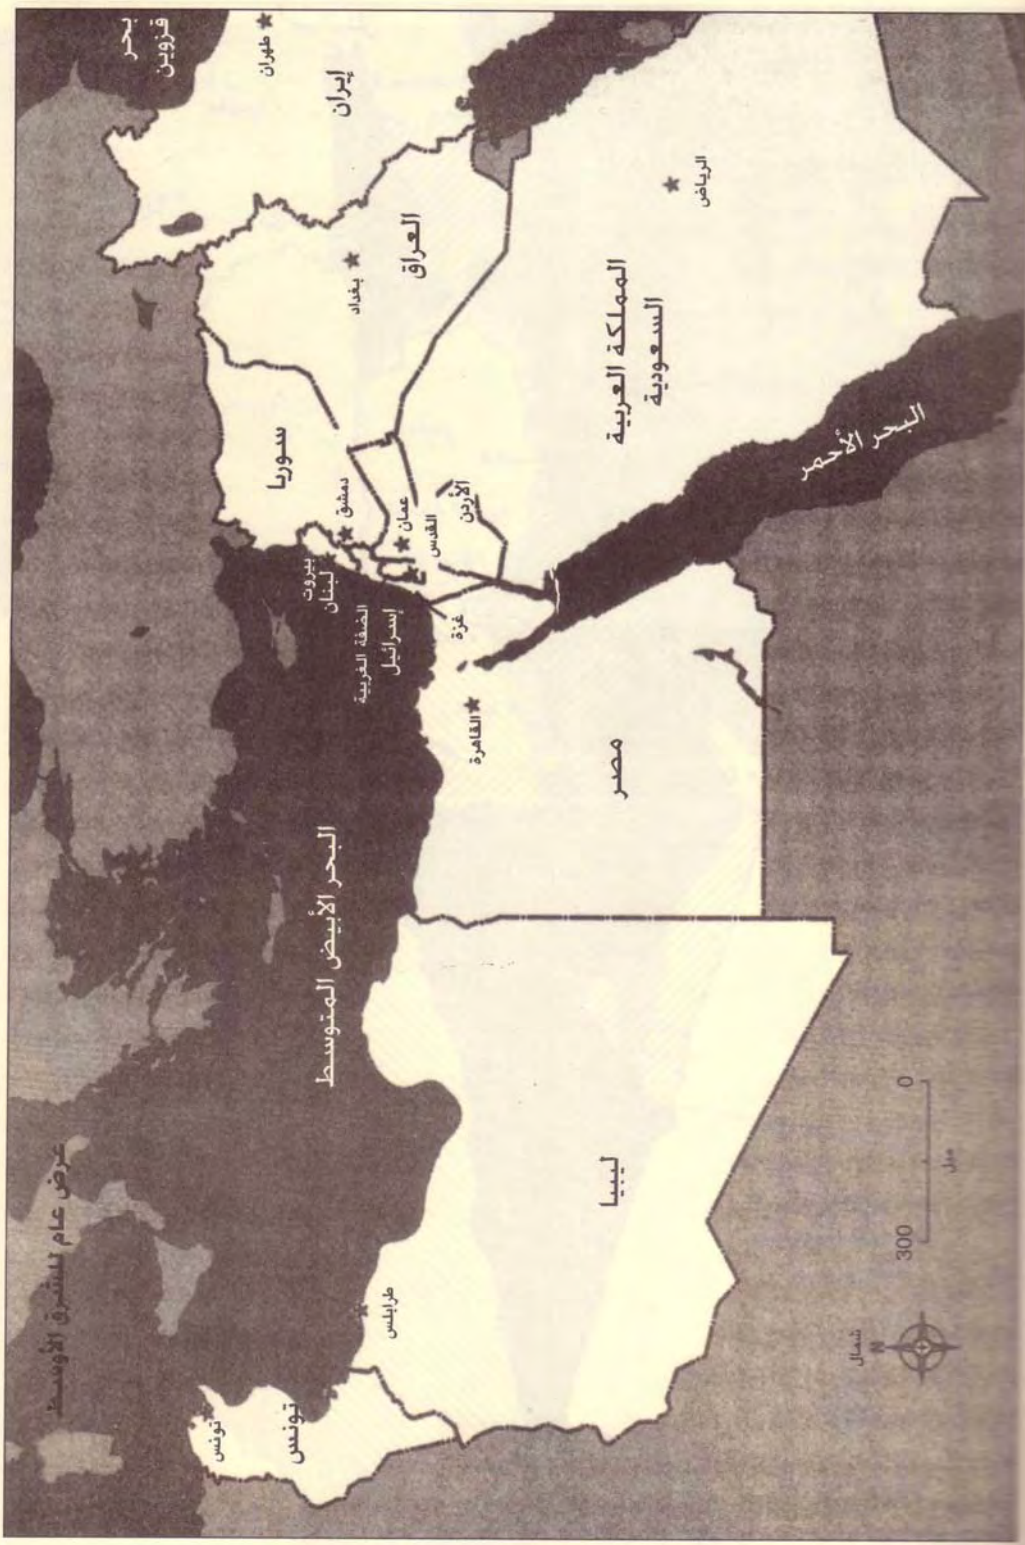 عرض عام للشرق الأوسط
بحر
قزوين
طهران
إيران
العراق
بغداد
سوريا
دمشق
بيروت
لبنان
الضفة الغربية
إسرائيل
عمان
القدس
الأردن
غزة
الرياض
المملكة العربية
السعودية
البحر الأحمر
البحر الأبيض المتوسط
القاهرة
مصر
ليبيا
طرابلس
تونس
تونس
شمال
N
300
0
ميل